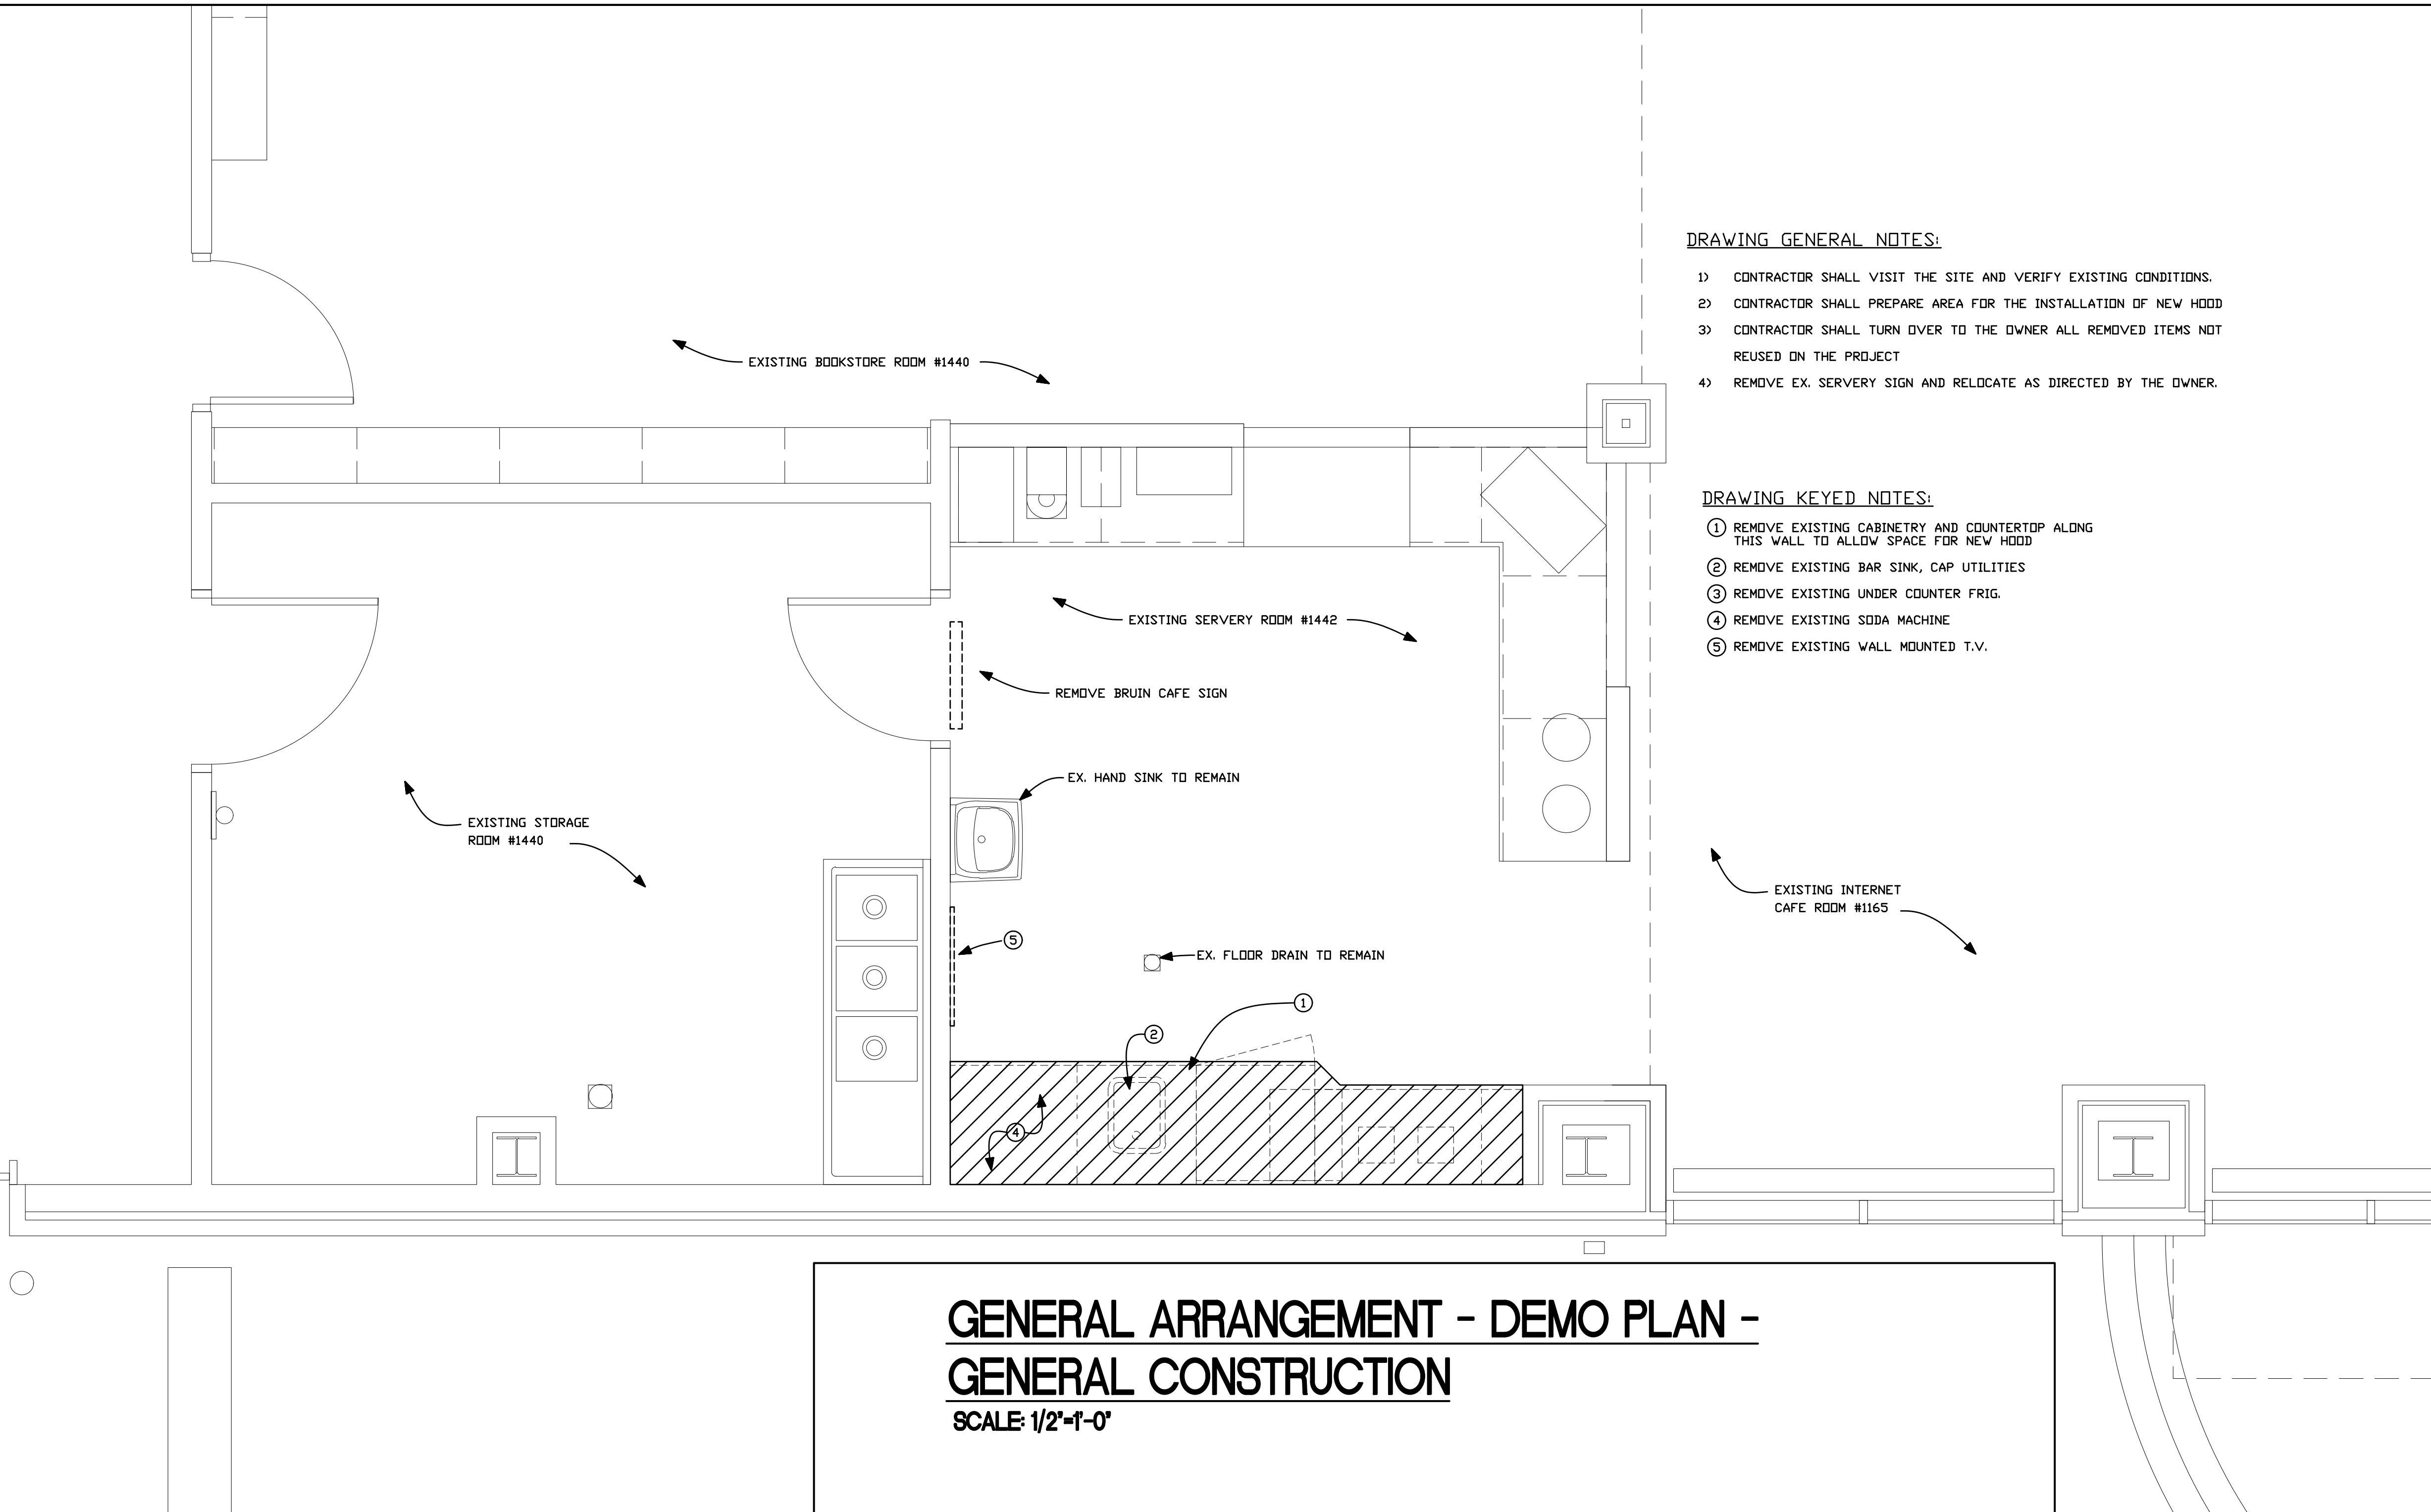 DRAWING GENERAL NOTES:
1) CONTRACTOR SHALL VISIT THE SITE AND VERIFY EXISTING CONDITIONS.
2) CONTRACTOR SHALL PREPARE AREA FOR THE INSTALLATION OF NEW HOOD
3) CONTRACTOR SHALL TURN OVER TO THE OWNER ALL REMOVED ITEMS NOT
REUSED ON THE PROJECT
4) REMOVE EX. SERVERY SIGN AND RELOCATE AS DIRECTED BY THE OWNER.
EXISTING BOOKSTORE ROOM #1440
DRAWING KEYED NOTES:
1 REMOVE EXISTING CABINETRY AND COUNTERTOP ALONG
THIS WALL TO ALLOW SPACE FOR NEW HOOD
2 REMOVE EXISTING BAR SINK, CAP UTILITIES
3 REMOVE EXISTING UNDER COUNTER FRIG.
4 REMOVE EXISTING SODA MACHINE
5 REMOVE EXISTING WALL MOUNTED T.V.
EXISTING SERVERY ROOM #1442
REMOVE BRUIN CAFE SIGN
EX. HAND SINK TO REMAIN
EXISTING STORAGE
ROOM #1440
EXISTING INTERNET
CAFE ROOM #1165
5
EX. FLOOR DRAIN TO REMAIN
1
2
4
GENERAL ARRANGEMENT - DEMO PLAN -
GENERAL CONSTRUCTION
SCALE: 1/2"=1'-0"